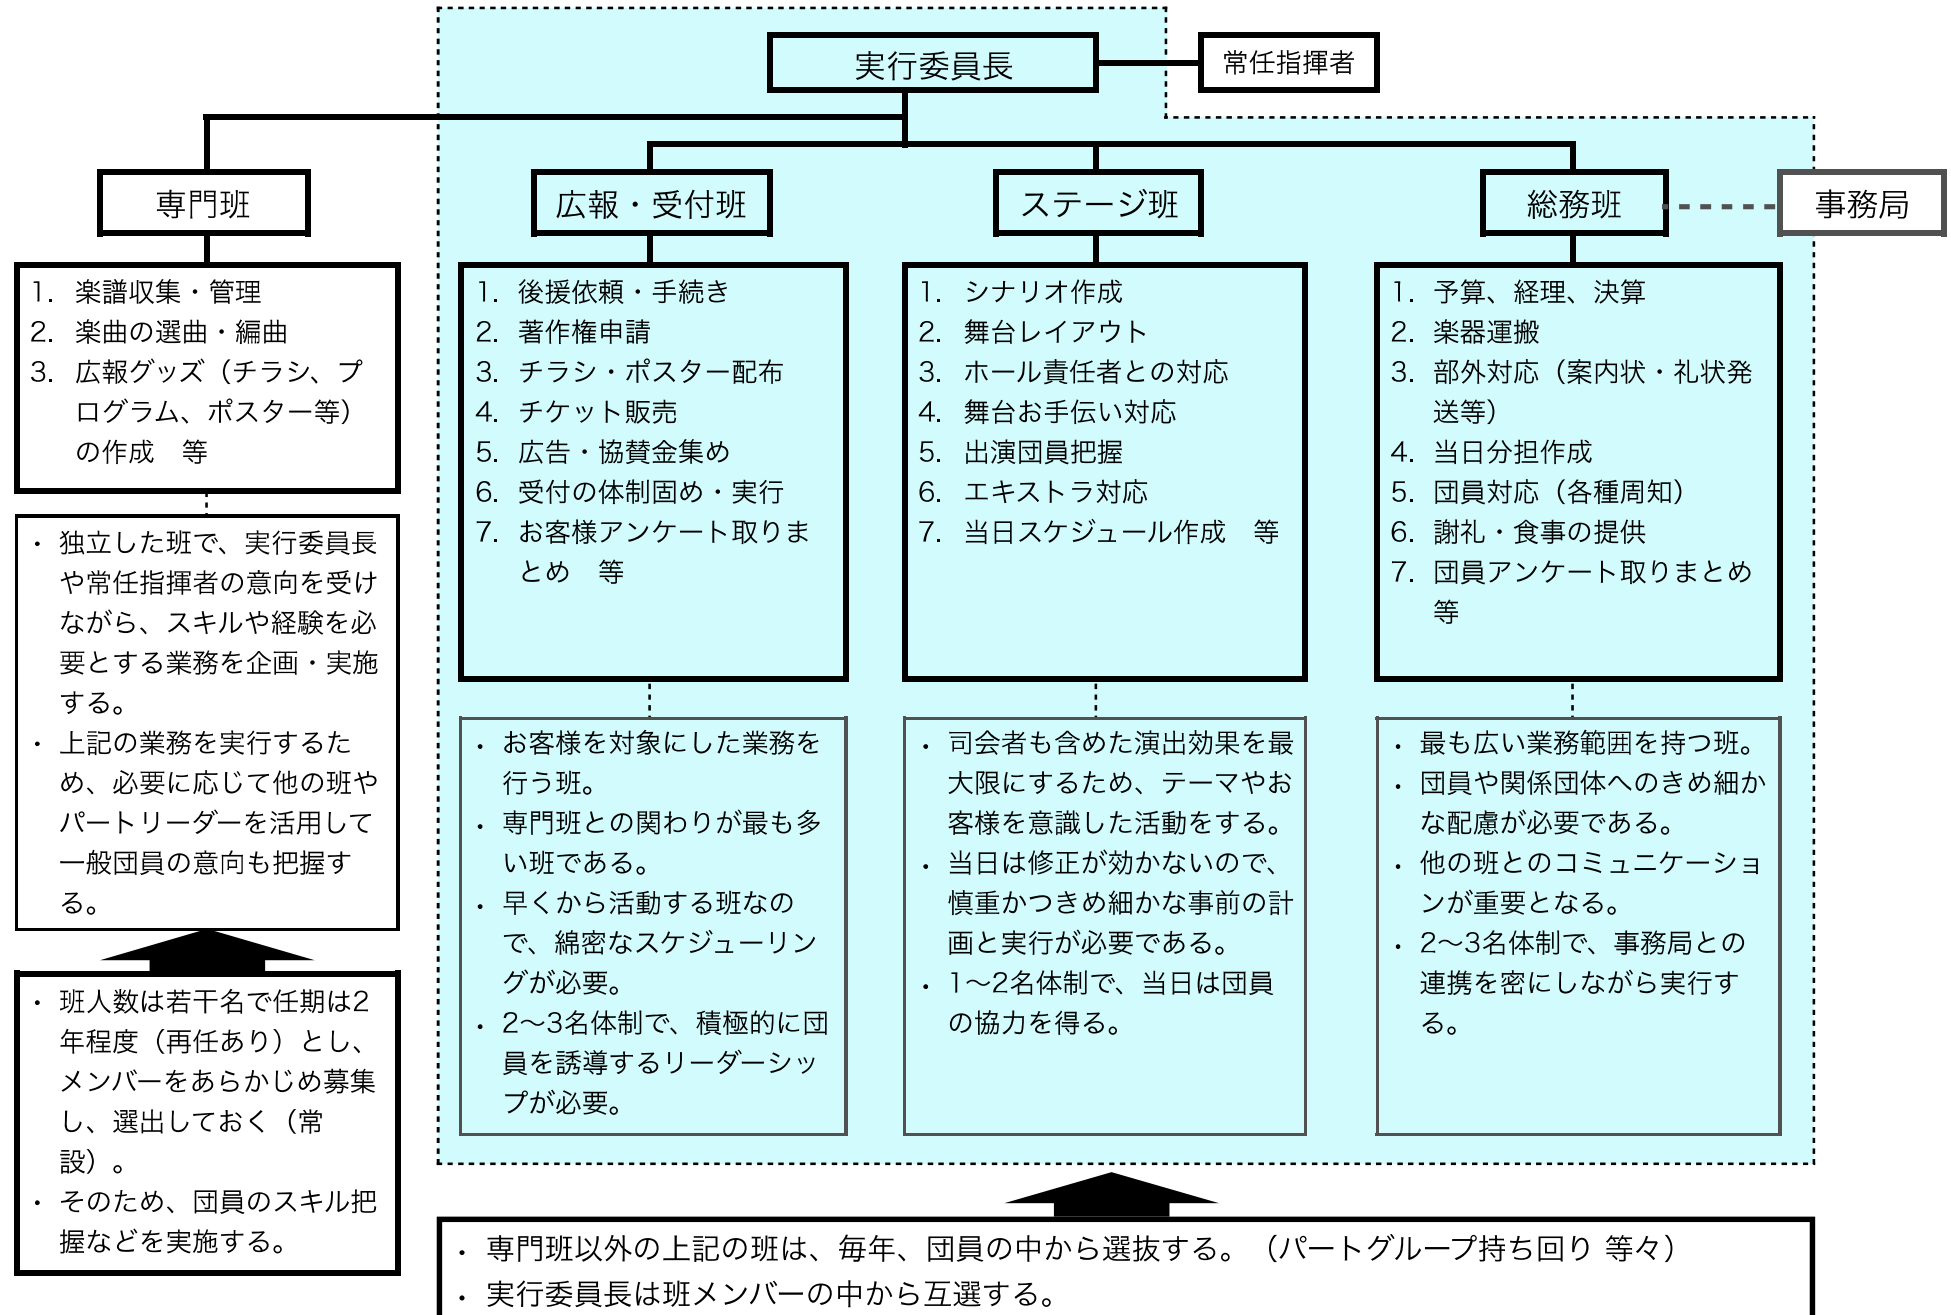 実行委員長
常任指揮者
専門班
広報・受付班
ステージ班
総務班
事務局
1. 楽譜収集・管理
2. 楽曲の選曲・編曲
3. 広報グッズ（チラシ、プ
ログラム、ポスター等）
の作成　等
・ 独立した班で、実行委員長
や常任指揮者の意向を受け
ながら、スキルや経験を必
要とする業務を企画・実施
する。
・ 上記の業務を実行するた
め、必要に応じて他の班や
パートリーダーを活用して
一般団員の意向も把握す
る。
・ 班人数は若干名で任期は2
年程度（再任あり）とし、
メンバーをあらかじめ募集
し、選出しておく（常
設）。
・ そのため、団員のスキル把
握などを実施する。
1. 後援依頼・手続き
2. 著作権申請
3. チラシ・ポスター配布
4. チケット販売
5. 広告・協賛金集め
6. 受付の体制固め・実行
7. お客様アンケート取りま
とめ　等
・ お客様を対象にした業務を
行う班。
・ 専門班との関わりが最も多
い班である。
・ 早くから活動する班なの
で、綿密なスケジューリン
グが必要。
・ 2〜3名体制で、積極的に団
員を誘導するリーダーシッ
プが必要。
1. シナリオ作成
2. 舞台レイアウト
3. ホール責任者との対応
4. 舞台お手伝い対応
5. 出演団員把握
6. エキストラ対応
7. 当日スケジュール作成　等
・ 司会者も含めた演出効果を最
大限にするため、テーマやお
客様を意識した活動をする。
・ 当日は修正が効かないので、
慎重かつきめ細かな事前の計
画と実行が必要である。
・ 1〜2名体制で、当日は団員
の協力を得る。
1. 予算、経理、決算
2. 楽器運搬
3. 部外対応（案内状・礼状発
送等）
4. 当日分担作成
5. 団員対応（各種周知）
6. 謝礼・食事の提供
7. 団員アンケート取りまとめ
等
・ 最も広い業務範囲を持つ班。
・ 団員や関係団体へのきめ細か
な配慮が必要である。
・ 他の班とのコミュニケーショ
ンが重要となる。
・ 2〜3名体制で、事務局との
連携を密にしながら実行す
る。
・ 専門班以外の上記の班は、毎年、団員の中から選抜する。（パートグループ持ち回り 等々）
・ 実行委員長は班メンバーの中から互選する。